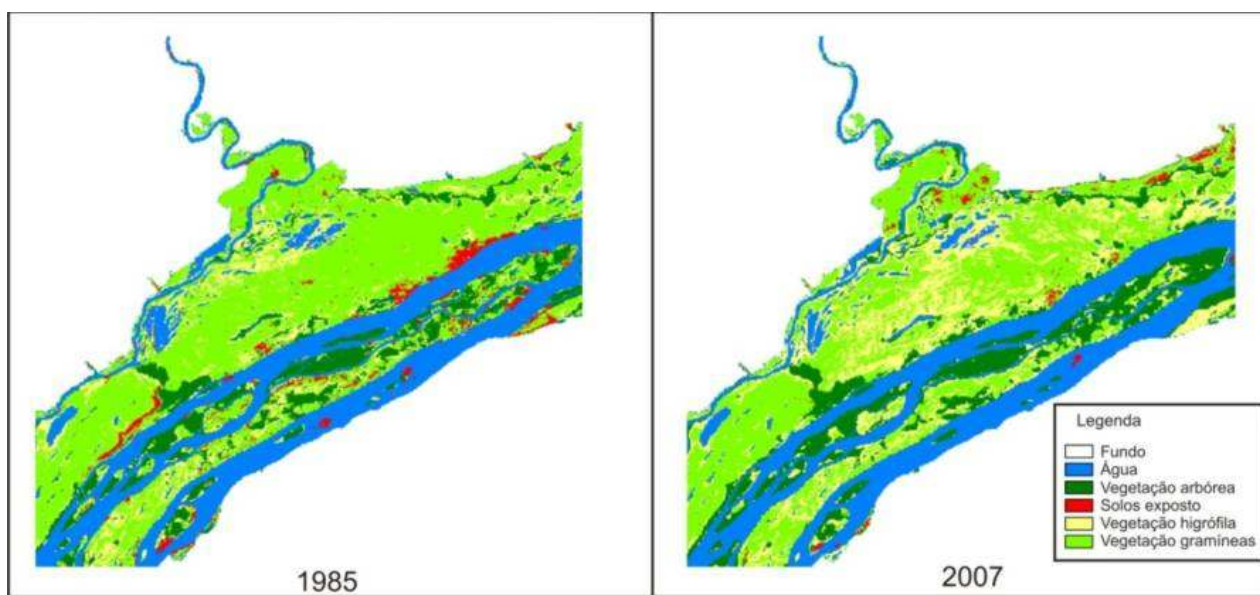 1985
2007
Legenda
Fundo
Água
Vegetação arbórea
Solos exposto
Vegetação higrófila
Vegetação gramíneas